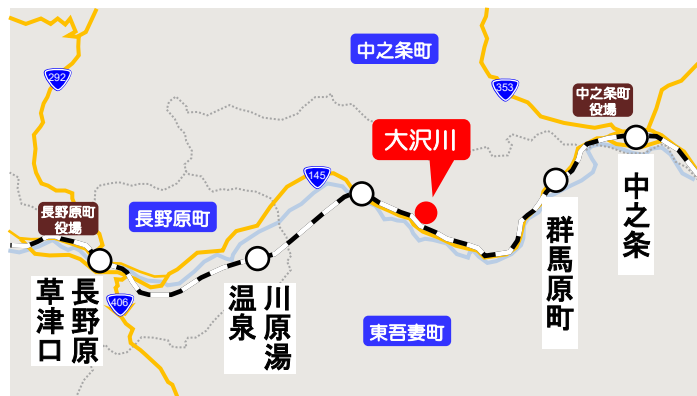 中之条町
292
353
中之条町
役場
大沢川
145
中之条
長野原町
役場
長野原町
群馬原町
川原湯
温泉
長野原
草津口
406
東吾妻町